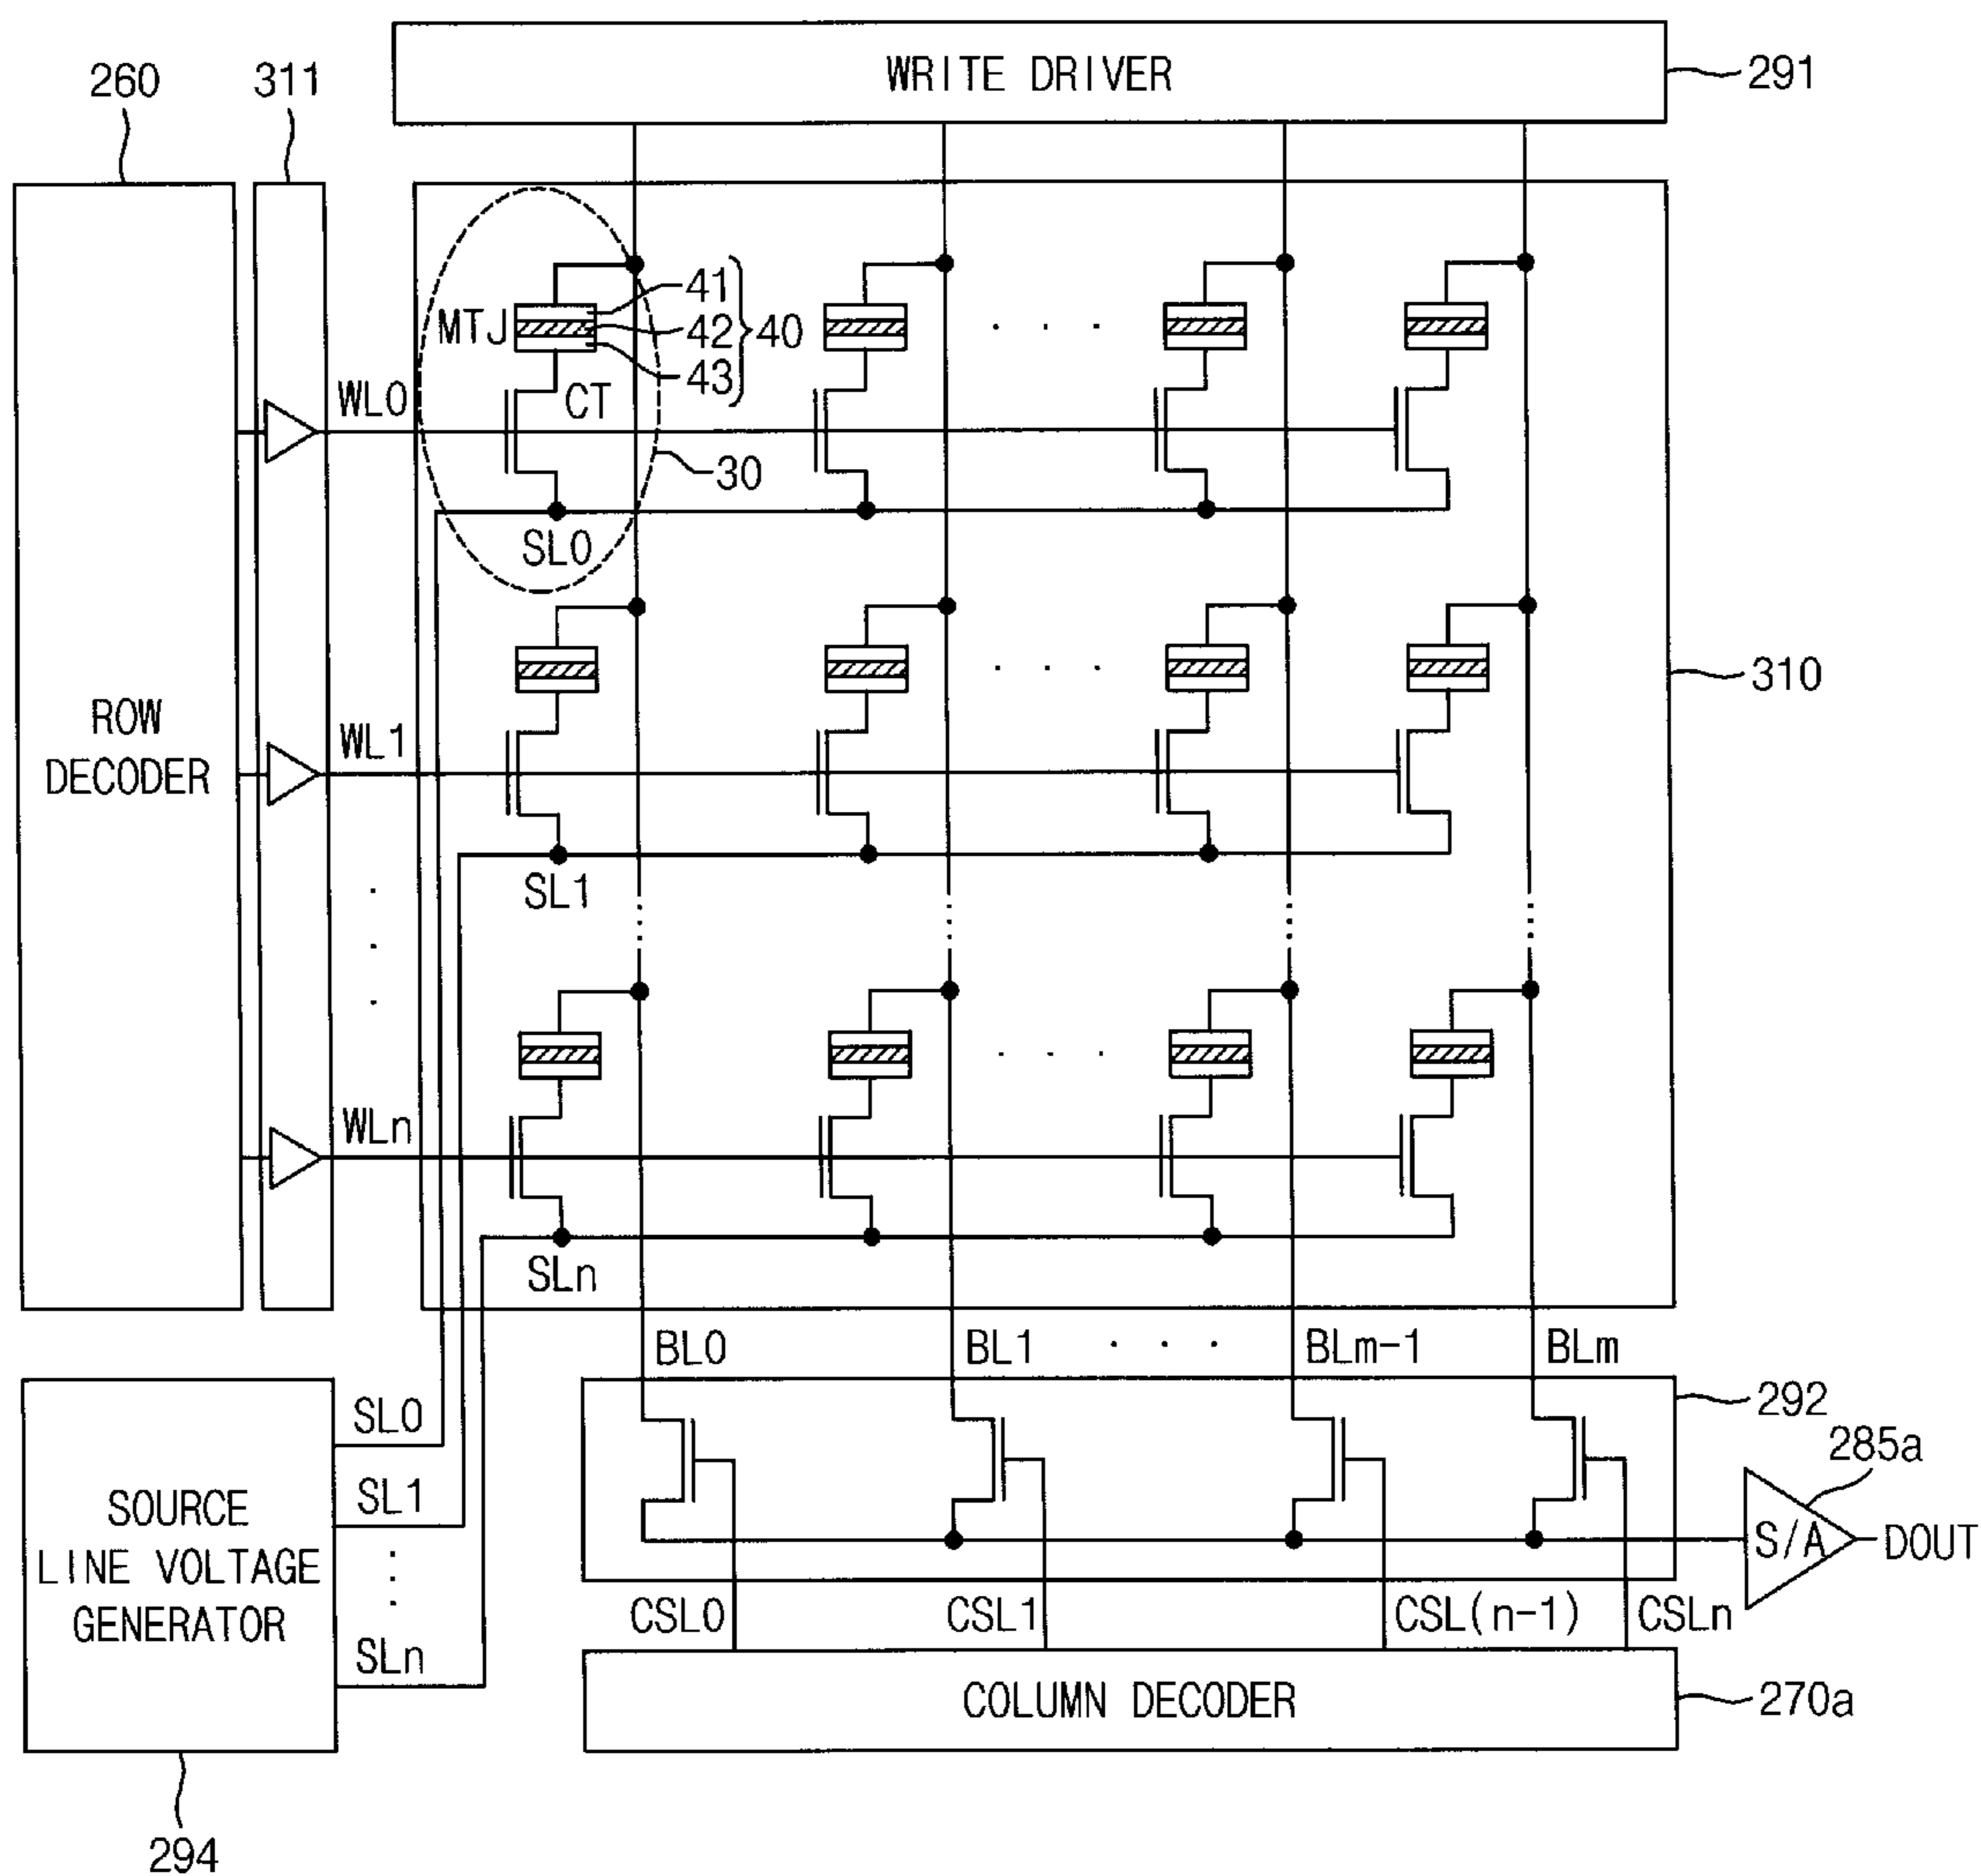 WRITE DRIVER
291
260
311
MTJ
41
42
43
40
CT
WL0
30
SL0
310
ROW
DECODER
WL1
SL1
WLn
SLn
BL0
BL1
BLm-1
BLm
292
285a
SL0
SL1
SLn
SOURCE
LINE VOLTAGE
GENERATOR
S/A
DOUT
CSL0
CSL1
CSL(n-1)
CSLn
COLUMN DECODER
270a
294